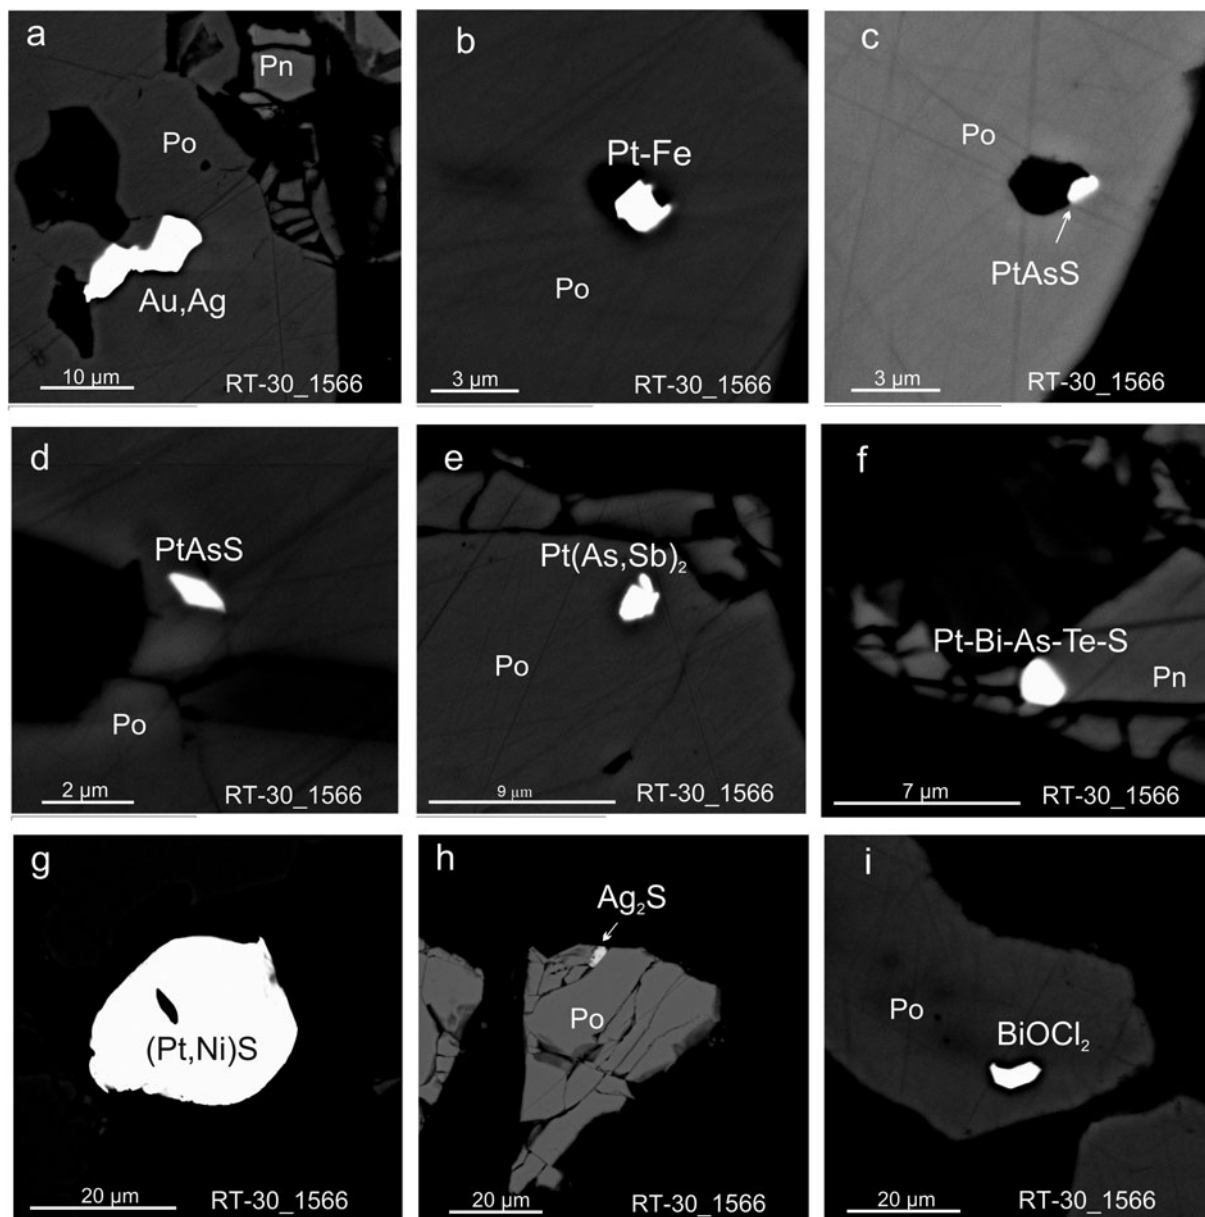 a
Pn
Po
Au,Ag
10 µm
RT-30_1566
b
Pt-Fe
Po
3 µm
RT-30_1566
c
Po
PtAsS
3 µm
RT-30_1566
d
PtAsS
Po
2 µm
RT-30_1566
e
Pt(As,Sb)₂
Po
9 µm
RT-30_1566
f
Pt-Bi-As-Te-S
Pn
7 µm
RT-30_1566
g
(Pt,Ni)S
20 µm
RT-30_1566
h
Ag₂S
Po
20 µm
RT-30_1566
i
Po
BiOCl₂
20 µm
RT-30_1566